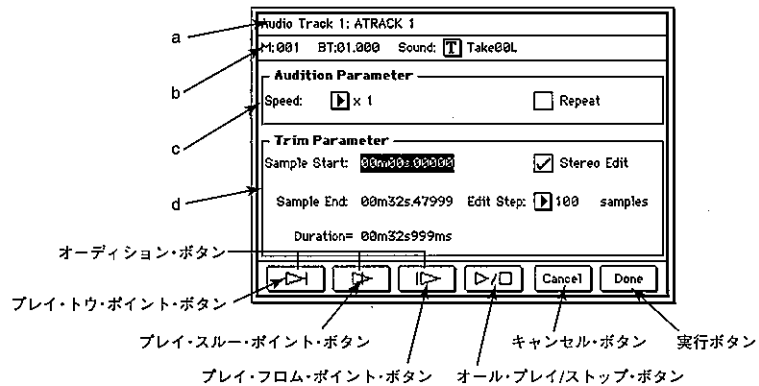 a
Audio Track 1: ATRACK 1
b
M:001 BT:01.000 Sound: T Take00L
c
Audition Parameter
Speed: x 1 Repeat
d
Trim Parameter
Sample Start: 00m00s.00000 Stereo Edit
Sample End: 00m32s.47999 Edit Step: 100 samples
Duration= 00m32s999ms
オーディション・ボタン
Cancel Done
プレイ・トウ・ポイント・ボタン
プレイ・スルー・ポイント・ボタン キャンセル・ボタン 実行ボタン
プレイ・フロム・ポイント・ボタン オール・プレイ/ストップ・ボタン